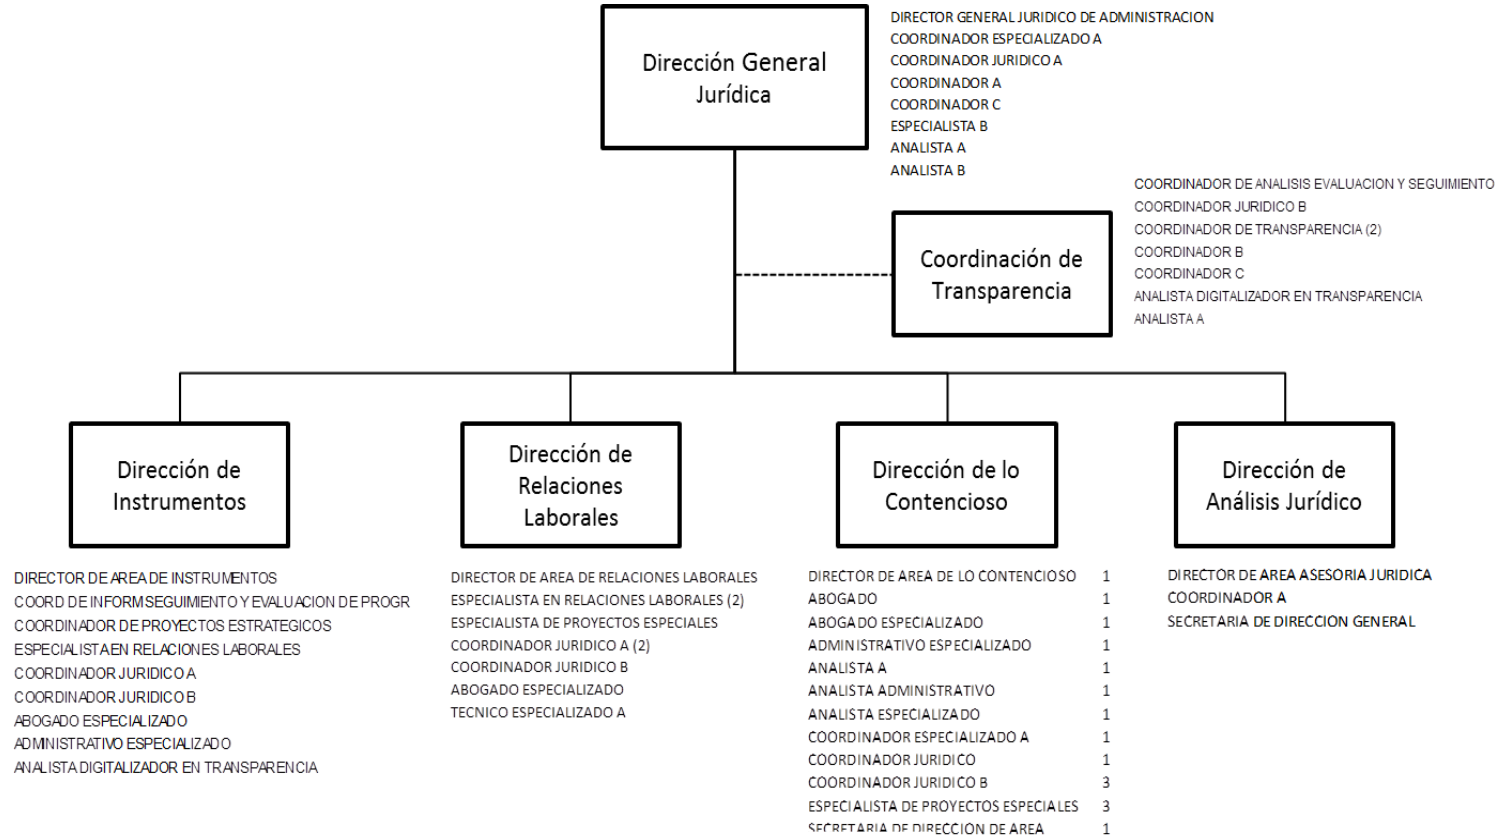 Dirección General
Jurídica
DIRECTOR GENERAL JURIDICO DE ADMINISTRACION
COORDINADOR ESPECIALIZADO A
COORDINADOR JURIDICO A
COORDINADOR A
COORDINADOR C
ESPECIALISTA B
ANALISTA A
ANALISTA B
Coordinación de
Transparencia
COORDINADOR DE ANALISIS EVALUACION Y SEGUIMIENTO
COORDINADOR JURIDICO B
COORDINADOR DE TRANSPARENCIA (2)
COORDINADOR B
COORDINADOR C
ANALISTA DIGITALIZADOR EN TRANSPARENCIA
ANALISTA A
Dirección de
Instrumentos
DIRECTOR DE AREA DE INSTRUMENTOS
COORD DE INFORM SEGUIMIENTO Y EVALUACION DE PROGR
COORDINADOR DE PROYECTOS ESTRATEGICOS
ESPECIALISTA EN RELACIONES LABORALES
COORDINADOR JURIDICO A
COORDINADOR JURIDICO B
ABOGADO ESPECIALIZADO
ADMINISTRATIVO ESPECIALIZADO
ANALISTA DIGITALIZADOR EN TRANSPARENCIA
Dirección de
Relaciones
Laborales
DIRECTOR DE AREA DE RELACIONES LABORALES
ESPECIALISTA EN RELACIONES LABORALES (2)
ESPECIALISTA DE PROYECTOS ESPECIALES
COORDINADOR JURIDICO A (2)
COORDINADOR JURIDICO B
ABOGADO ESPECIALIZADO
TECNICO ESPECIALIZADO A
Dirección de lo
Contencioso
DIRECTOR DE AREA DE LO CONTENCIOSO 1
ABOGADO 1
ABOGADO ESPECIALIZADO 1
ADMINISTRATIVO ESPECIALIZADO 1
ANALISTA A 1
ANALISTA ADMINISTRATIVO 1
ANALISTA ESPECIALIZADO 1
COORDINADOR ESPECIALIZADO A 1
COORDINADOR JURIDICO 1
COORDINADOR JURIDICO B 3
ESPECIALISTA DE PROYECTOS ESPECIALES 3
SECRETARIA DE DIRECCION DE AREA 1
Dirección de
Análisis Jurídico
DIRECTOR DE AREA ASESORIA JURIDICA
COORDINADOR A
SECRETARIA DE DIRECCION GENERAL